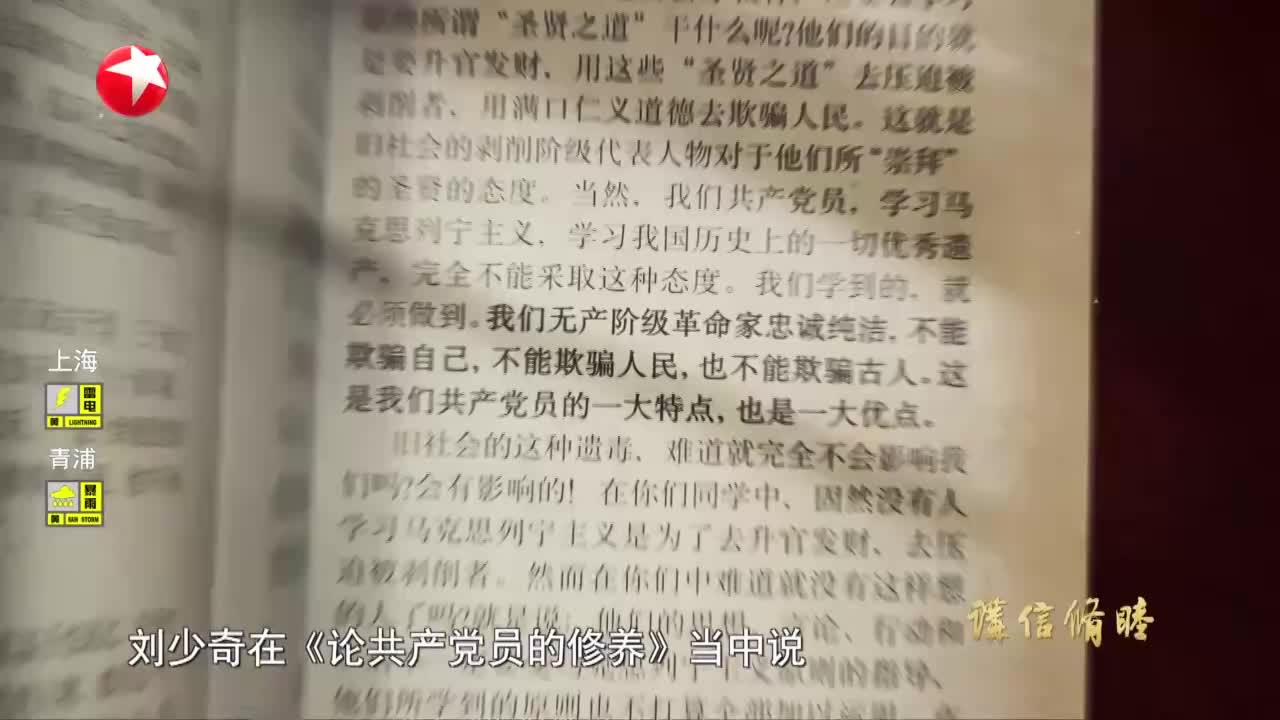 所谓“圣贤之道”干什么呢?他们的目的就
是要升官发财，用这些“圣贤之道”去压迫被
剥削者，用满口仁义道德去欺骗人民。这就是
旧社会的剥削阶级代表人物对于他们所“崇拜”
的圣贤的态度。当然，我们共产党员，学习马
克思列宁主义，学习我国历史上的一切优秀遗
产，完全不能采取这种态度。我们学到的，就
必须做到。我们无产阶级革命家忠诚纯洁，不能
欺骗自己，不能欺骗人民，也不能欺骗古人。这
是我们共产党员的一大特点，也是一大优点。
旧社会的这种遗毒，难道就完全不会影响我
们吗?会有影响的！在你们同学中，固然没有人
学习马克思列宁主义是为了去升官发财、去压
迫被剥削者。然而在你们中难道就没有这样想
的人了吗?就是说：他们的思想、言论、行动
则的指导，
他们所学到的原则也不打算全部加以运用
上海
雷电
黄 LIGHTNING
青浦
暴雨
黄 RAIN STORM
讲信修睦
刘少奇在《论共产党员的修养》当中说